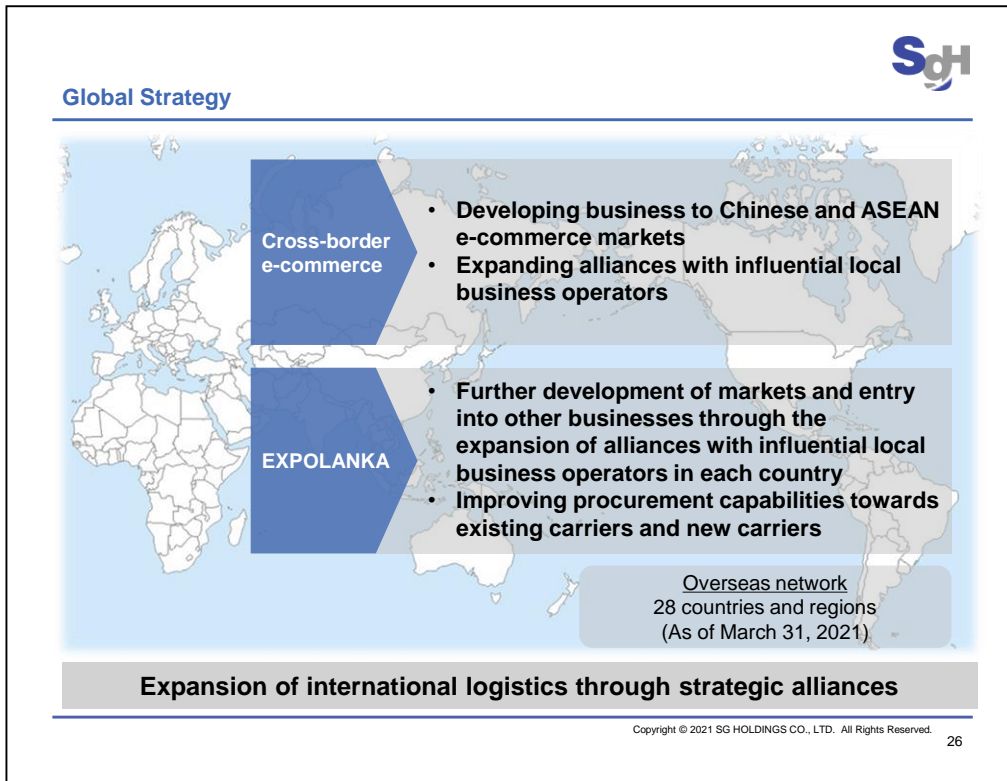 SgH
Global Strategy
Cross-border
e-commerce
• Developing business to Chinese and ASEAN
e-commerce markets
• Expanding alliances with influential local
business operators
EXPOLANKA
• Further development of markets and entry
into other businesses through the
expansion of alliances with influential local
business operators in each country
• Improving procurement capabilities towards
existing carriers and new carriers
Overseas network
28 countries and regions
(As of March 31, 2021)
Expansion of international logistics through strategic alliances
Copyright © 2021 SG HOLDINGS CO., LTD. All Rights Reserved.
26